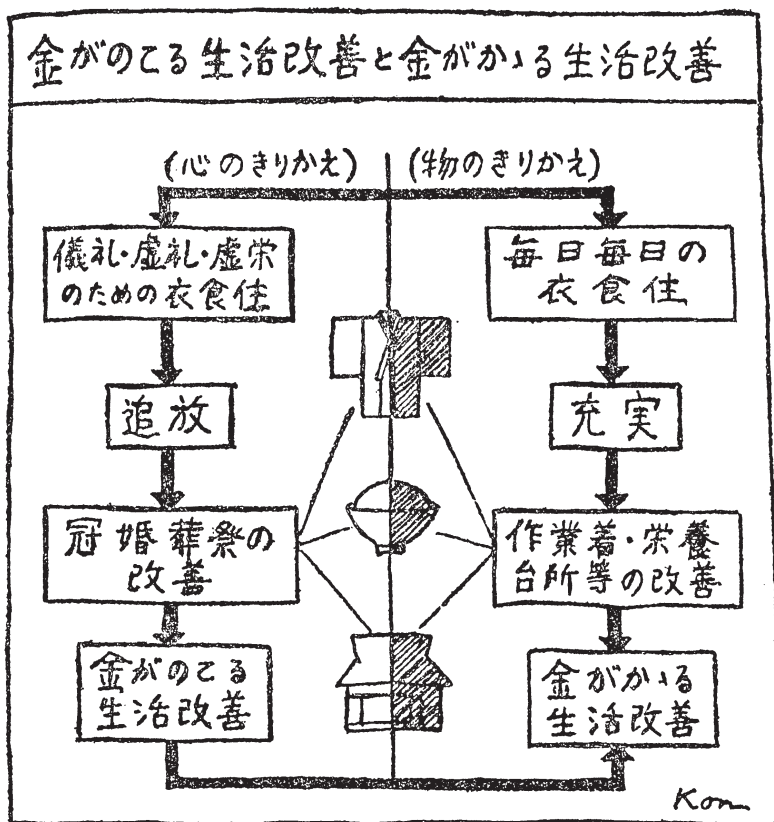 金がのこる生活改善と金がかゝる生活改善
(心のきりかえ)
(物のきりかえ)
儀礼・虚礼・虚栄
のための衣食住
追放
冠婚葬祭の
改善
金がのこる
生活改善
毎日毎日の
衣食住
充実
作業着・栄養
台所等の改善
金がかゝる
生活改善
Kon